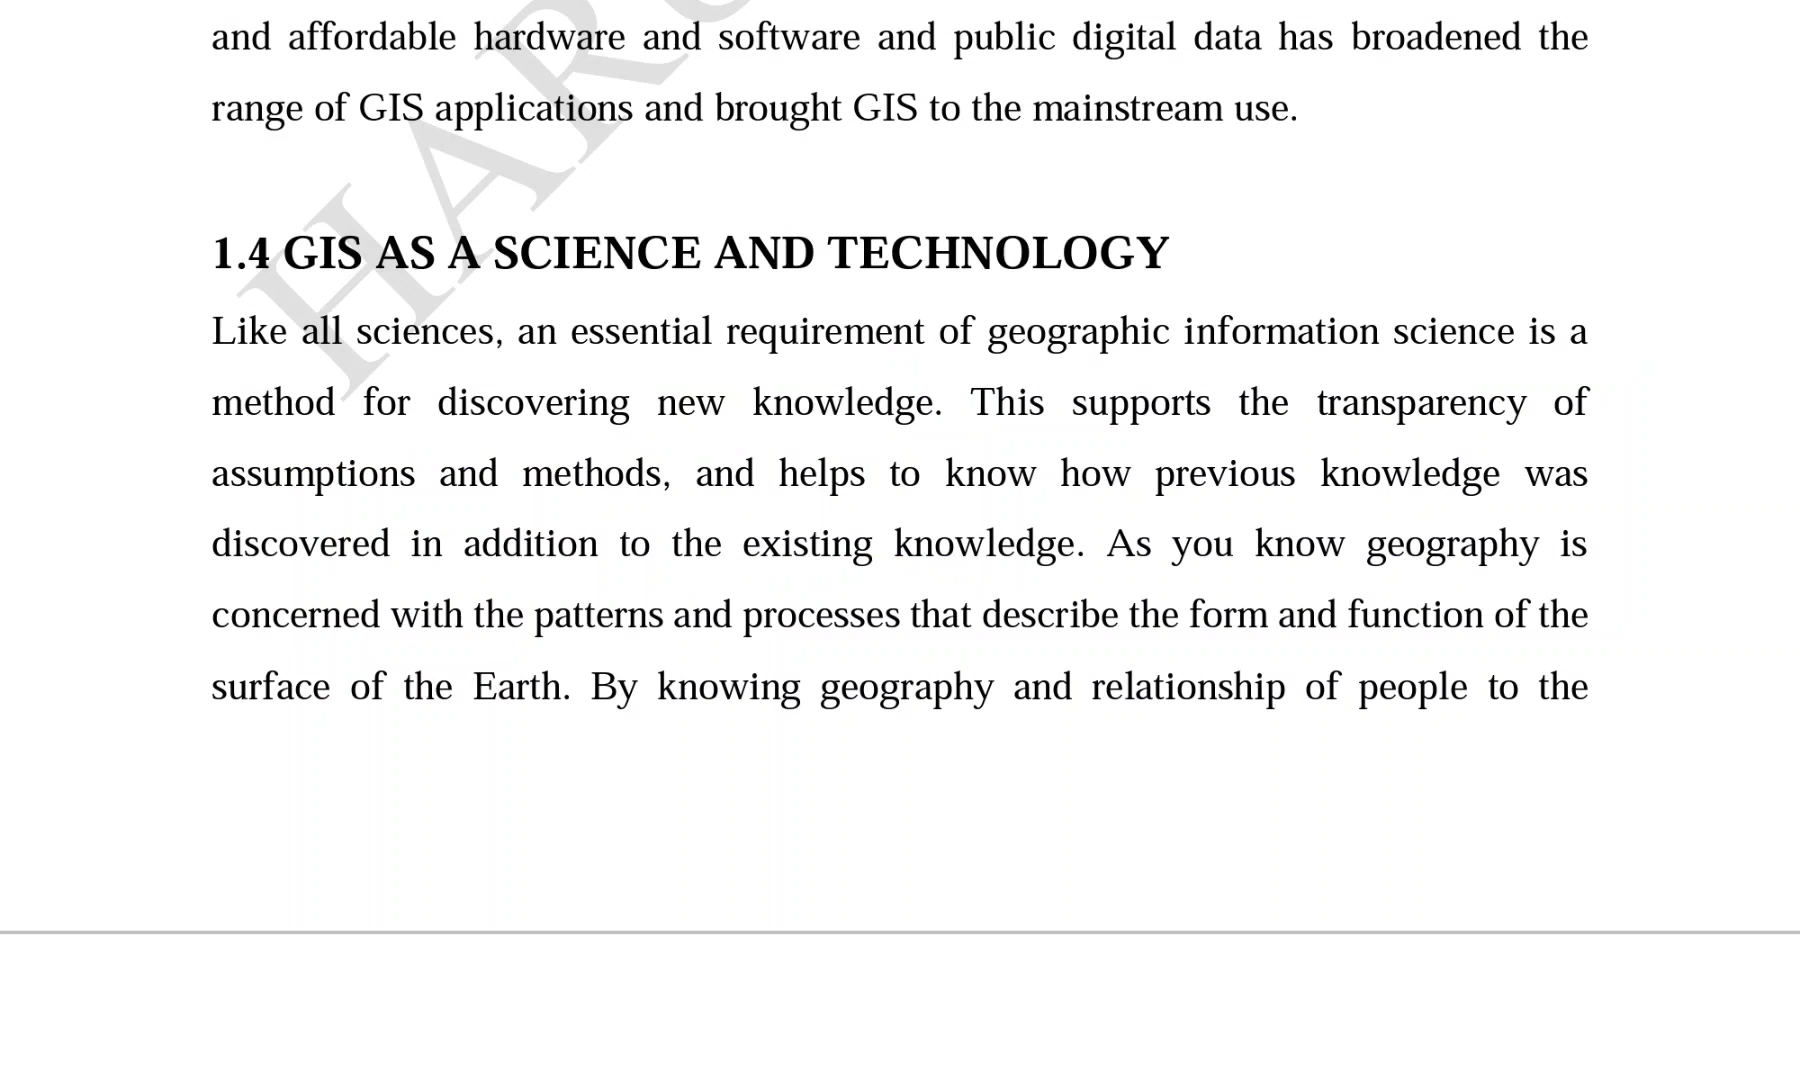 and affordable hardware and software and public digital data has broadened the
range of GIS applications and brought GIS to the mainstream use.
1.4 GIS AS A SCIENCE AND TECHNOLOGY
Like all sciences, an essential requirement of geographic information science is a
method for discovering new knowledge. This supports the transparency of
assumptions and methods, and helps to know how previous knowledge was
discovered in addition to the existing knowledge. As you know geography is
concerned with the patterns and processes that describe the form and function of the
surface of the Earth. By knowing geography and relationship of people to the